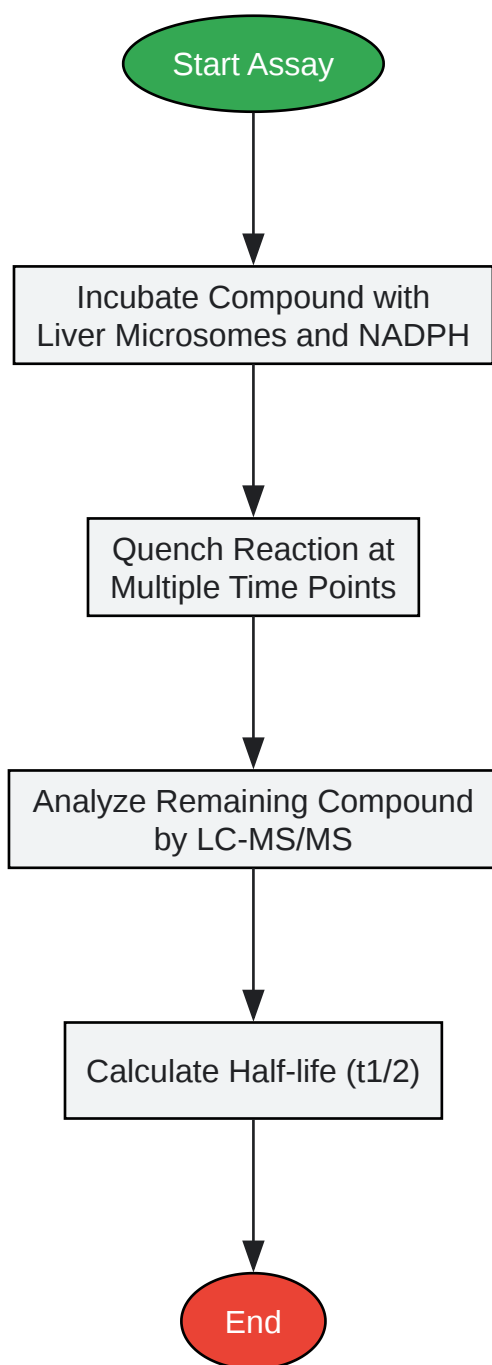 Start Assay
Incubate Compound with
Liver Microsomes and NADPH
Quench Reaction at
Multiple Time Points
Analyze Remaining Compound
by LC-MS/MS
Calculate Half-life (t1/2)
End